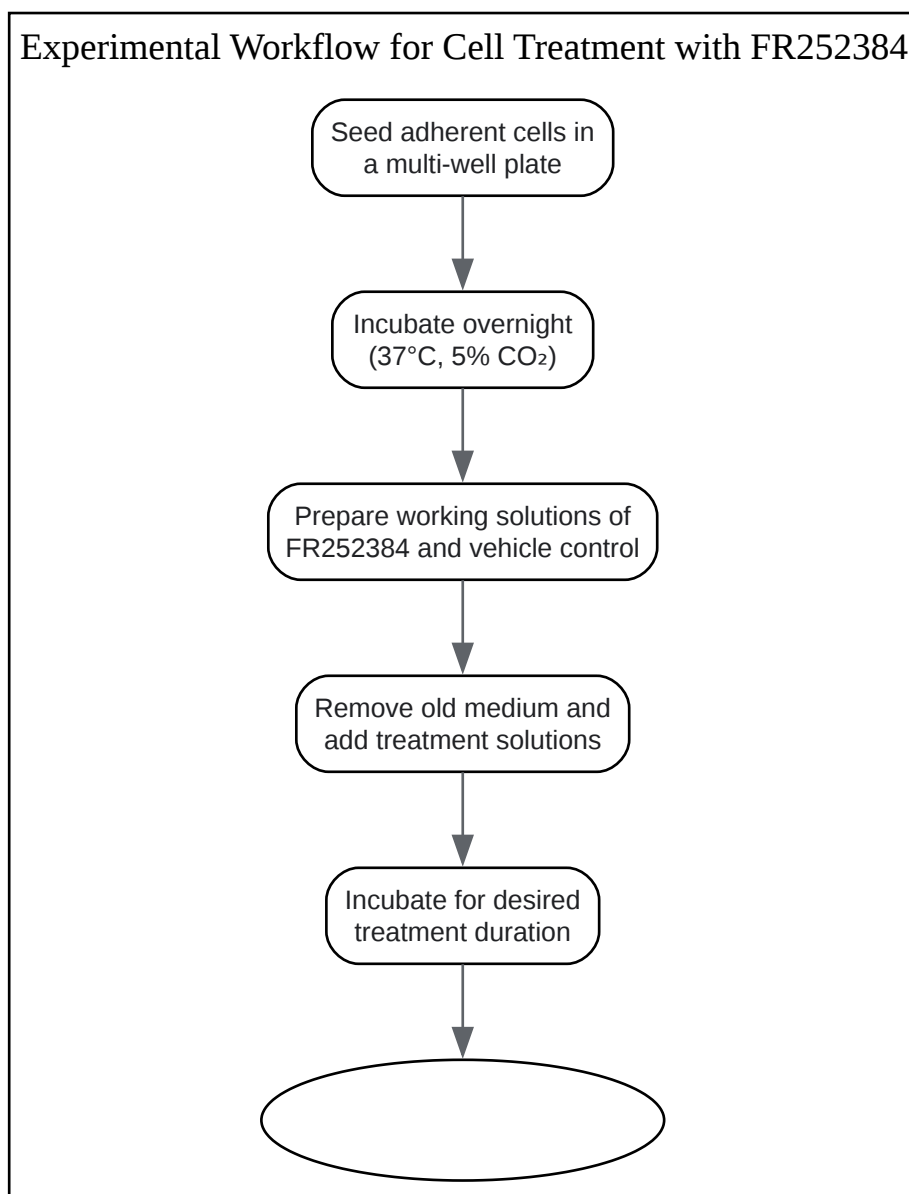 Experimental Workflow for Cell Treatment with FR252384
Seed adherent cells in
a multi-well plate
Incubate overnight
(37°C, 5% CO₂)
Prepare working solutions of
FR252384 and vehicle control
Remove old medium and
add treatment solutions
Incubate for desired
treatment duration